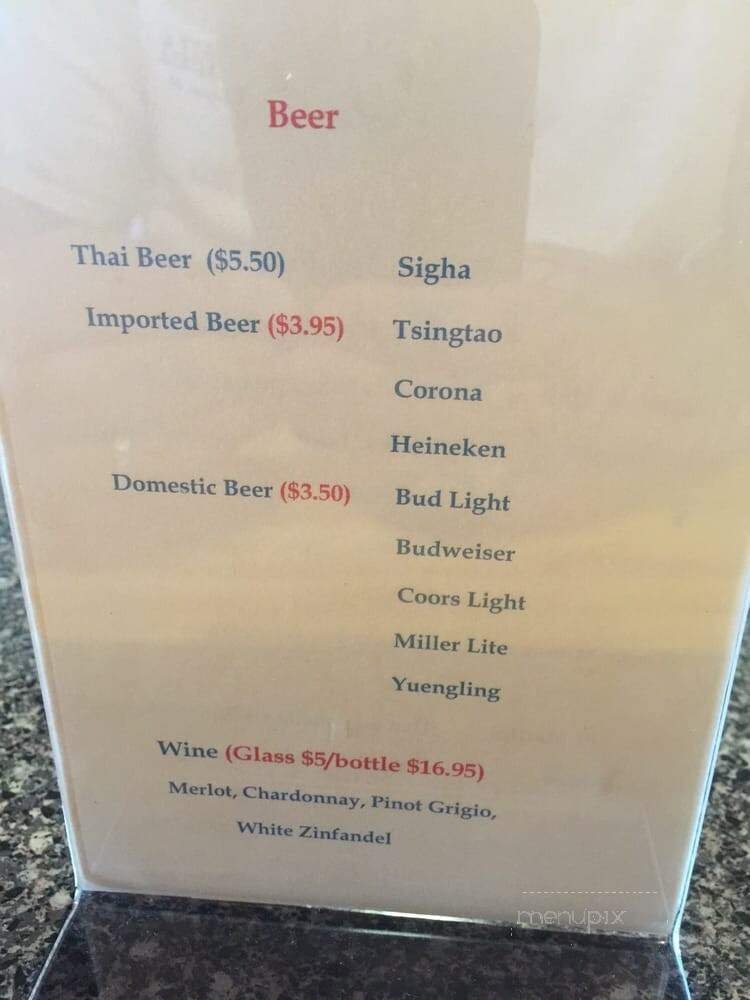 Beer
Thai Beer ($5.50) Sigha
Imported Beer ($3.95) Tsingtao
Corona
Heineken
Domestic Beer ($3.50) Bud Light
Budweiser
Coors Light
Miller Lite
Yuengling
Wine (Glass $5/bottle $16.95)
Merlot, Chardonnay, Pinot Grigio,
White Zinfandel
menupix